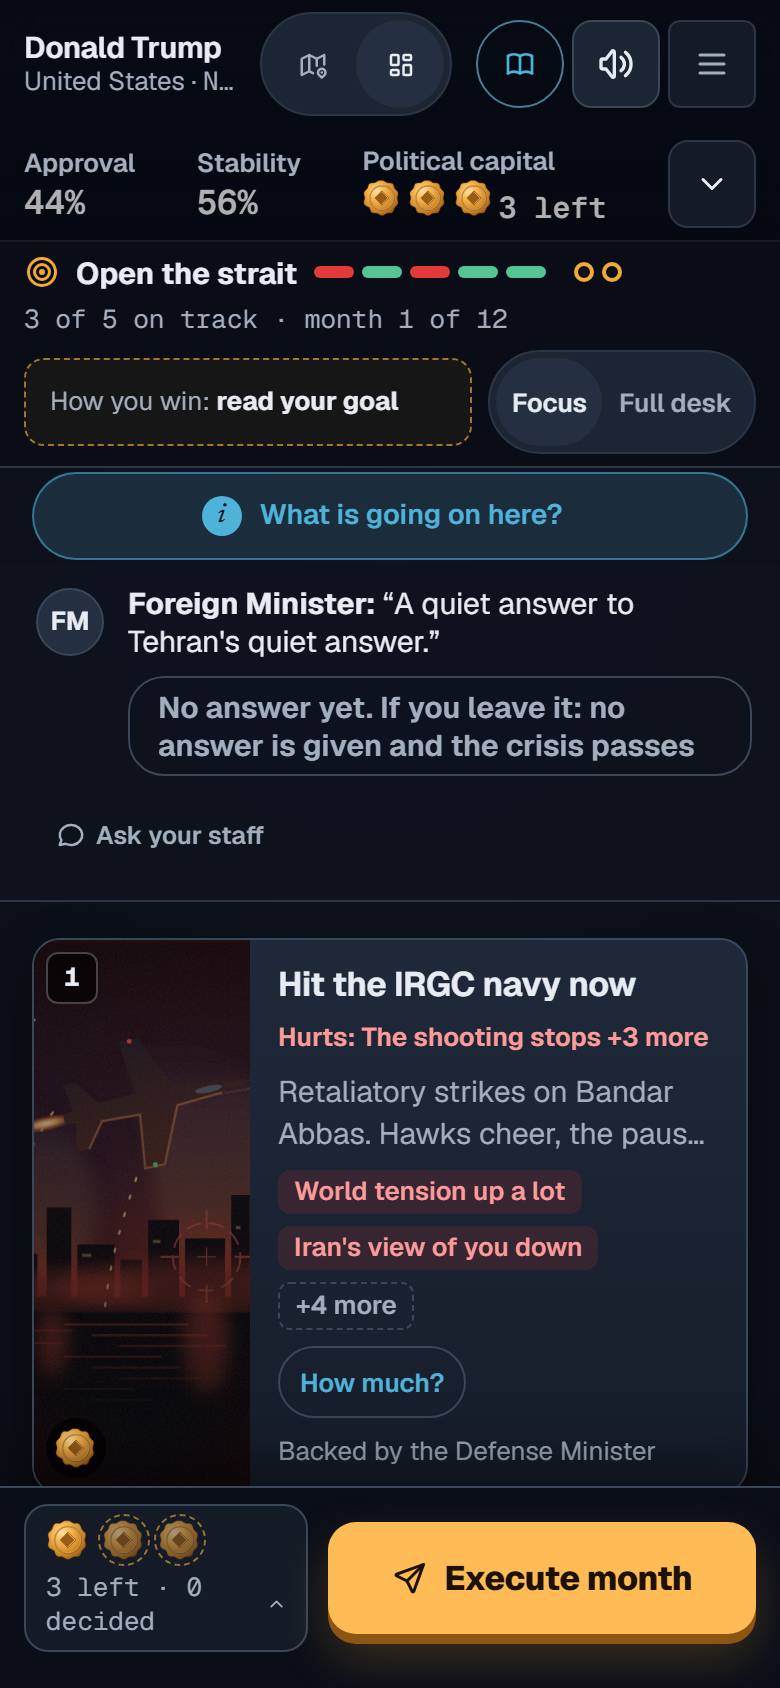 Donald Trump
United States · N...
Approval
44%
Stability
56%
Political capital
3 left
Open the strait
3 of 5 on track · month 1 of 12
How you win: read your goal
Focus
Full desk
i What is going on here?
FM
Foreign Minister: “A quiet answer to
Tehran's quiet answer.”
No answer yet. If you leave it: no
answer is given and the crisis passes
Ask your staff
1
Hit the IRGC navy now
Hurts: The shooting stops +3 more
Retaliatory strikes on Bandar
Abbas. Hawks cheer, the paus...
World tension up a lot
Iran's view of you down
+4 more
How much?
Backed by the Defense Minister
3 left · 0
decided
Execute month